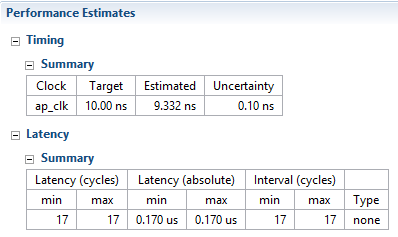 Performance Estimates
Timing
Summary
Clock Target Estimated Uncertainty
ap_clk 10.00 ns 9.332 ns 0.10 ns
Latency
Summary
Latency (cycles) Latency (absolute) Interval (cycles)
min max min max min max Type
17 17 0.170 us 0.170 us 17 17 none